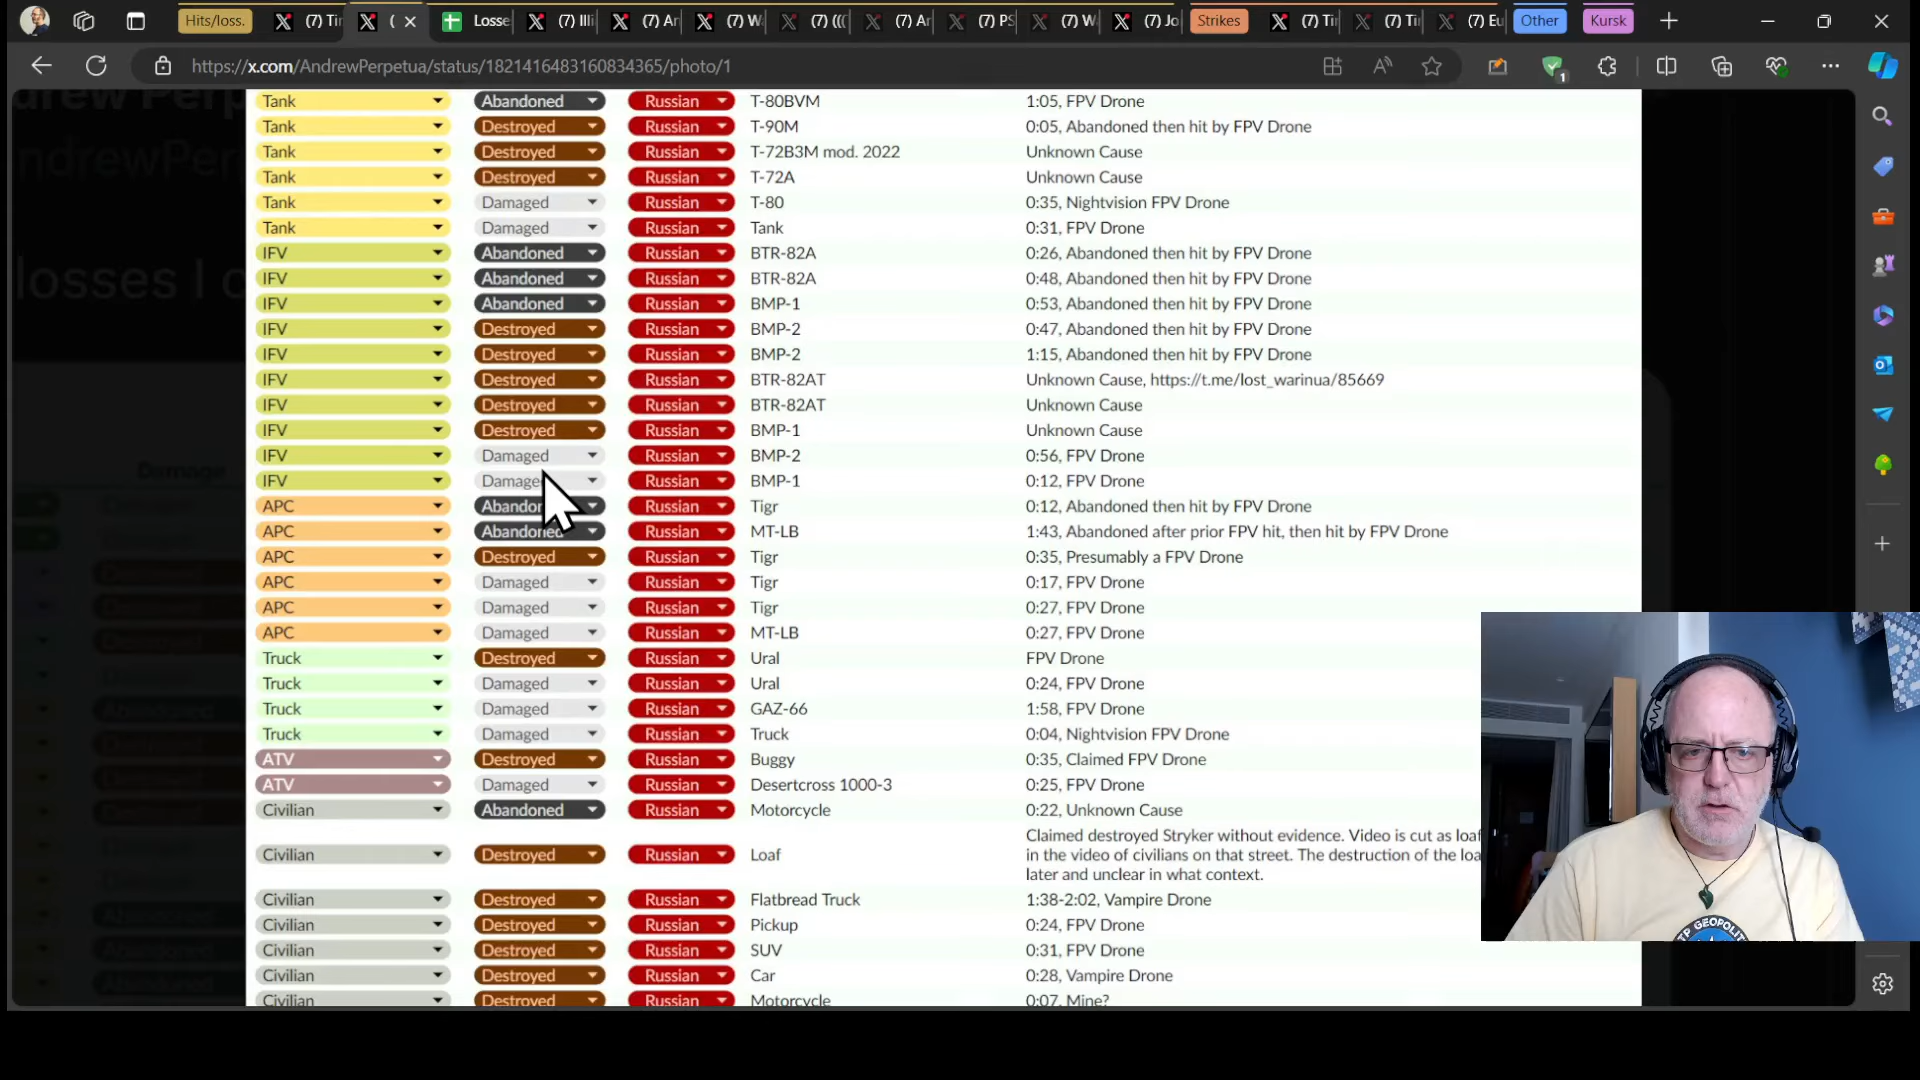 Hits/loss.
(7) Tir
(
Losse
(7) Illi
(7) Ar
(7) W
(7) (((
(7) Ar
(7) PS
(7) W
(7) Jo
Strikes
(7) Tir
(7) Tir
(7) Eu
Other
Kursk
https://x.com/AndrewPerpetua/status/1821416483160834365/photo/1
1
Tank Abandoned Russian T-80BVM 1:05, FPV Drone
Tank Destroyed Russian T-90M 0:05, Abandoned then hit by FPV Drone
Tank Destroyed Russian T-72B3M mod. 2022 Unknown Cause
Tank Destroyed Russian T-72A Unknown Cause
Tank Damaged Russian T-80 0:35, Nightvision FPV Drone
Tank Damaged Russian Tank 0:31, FPV Drone
IFV Abandoned Russian BTR-82A 0:26, Abandoned then hit by FPV Drone
IFV Abandoned Russian BTR-82A 0:48, Abandoned then hit by FPV Drone
IFV Abandoned Russian BMP-1 0:53, Abandoned then hit by FPV Drone
IFV Destroyed Russian BMP-2 0:47, Abandoned then hit by FPV Drone
IFV Destroyed Russian BMP-2 1:15, Abandoned then hit by FPV Drone
IFV Destroyed Russian BTR-82AT Unknown Cause, https://t.me/lost_warinua/85669
IFV Destroyed Russian BTR-82AT Unknown Cause
IFV Destroyed Russian BMP-1 Unknown Cause
IFV Damaged Russian BMP-2 0:56, FPV Drone
IFV Damaged Russian BMP-1 0:12, FPV Drone
APC Abandoned Russian Tigr 0:12, Abandoned then hit by FPV Drone
APC Abandoned Russian MT-LB 1:43, Abandoned after prior FPV hit, then hit by FPV Drone
APC Destroyed Russian Tigr 0:35, Presumably a FPV Drone
APC Damaged Russian Tigr 0:17, FPV Drone
APC Damaged Russian Tigr 0:27, FPV Drone
APC Damaged Russian MT-LB 0:27, FPV Drone
Truck Destroyed Russian Ural FPV Drone
Truck Damaged Russian Ural 0:24, FPV Drone
Truck Damaged Russian GAZ-66 1:58, FPV Drone
Truck Damaged Russian Truck 0:04, Nightvision FPV Drone
ATV Destroyed Russian Buggy 0:35, Claimed FPV Drone
ATV Damaged Russian Desertcross 1000-3 0:25, FPV Drone
Civilian Abandoned Russian Motorcycle 0:22, Unknown Cause
Claimed destroyed Stryker without evidence. Video is cut as loaf
Civilian Destroyed Russian Loaf in the video of civilians on that street. The destruction of the loa
later and unclear in what context.
Civilian Destroyed Russian Flatbread Truck 1:38-2:02, Vampire Drone
Civilian Destroyed Russian Pickup 0:24, FPV Drone
Civilian Destroyed Russian SUV 0:31, FPV Drone
Civilian Destroyed Russian Car 0:28, Vampire Drone
Civilian Destroyed Russian Motorcycle 0:07, Mine?
losses I c
Damage
TP GEOPOLIT